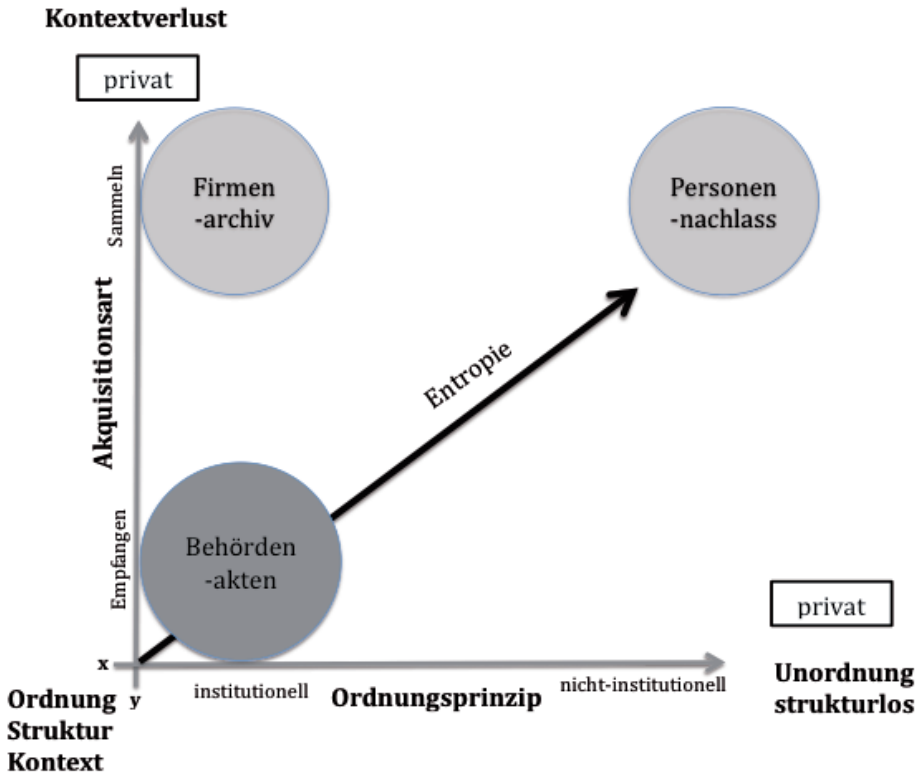 Kontextverlust
privat
Sammeln
Firmen
-archiv
Personen
-nachlass
Akquisitionsart
Entropie
Empfangen
Behörden
-akten
privat
x
y
institutionell
Ordnungsprinzip
nicht-institutionell
Unordnung
strukturlos
Ordnung
Struktur
Kontext